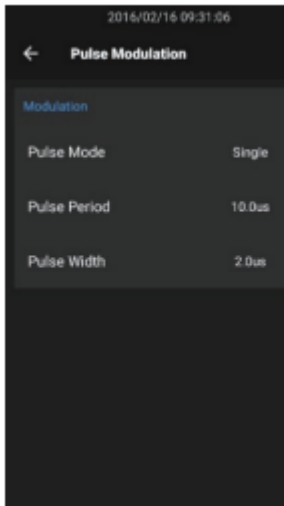 2016/02/16 09:31:06
← Pulse Modulation
Modulation
Pulse Mode Single
Pulse Period 10.0us
Pulse Width 2.0us